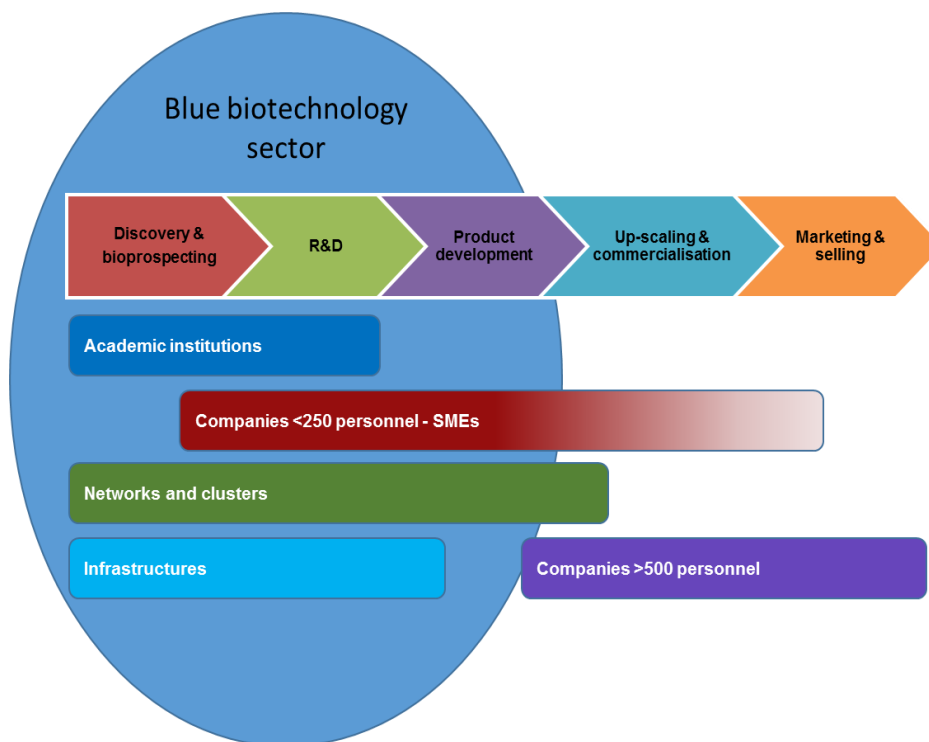 Blue biotechnology
sector
Discovery &
bioprospecting
R&D
Product
development
Up-scaling &
commercialisation
Marketing &
selling
Academic institutions
Companies <250 personnel - SMEs
Networks and clusters
Infrastructures
Companies >500 personnel